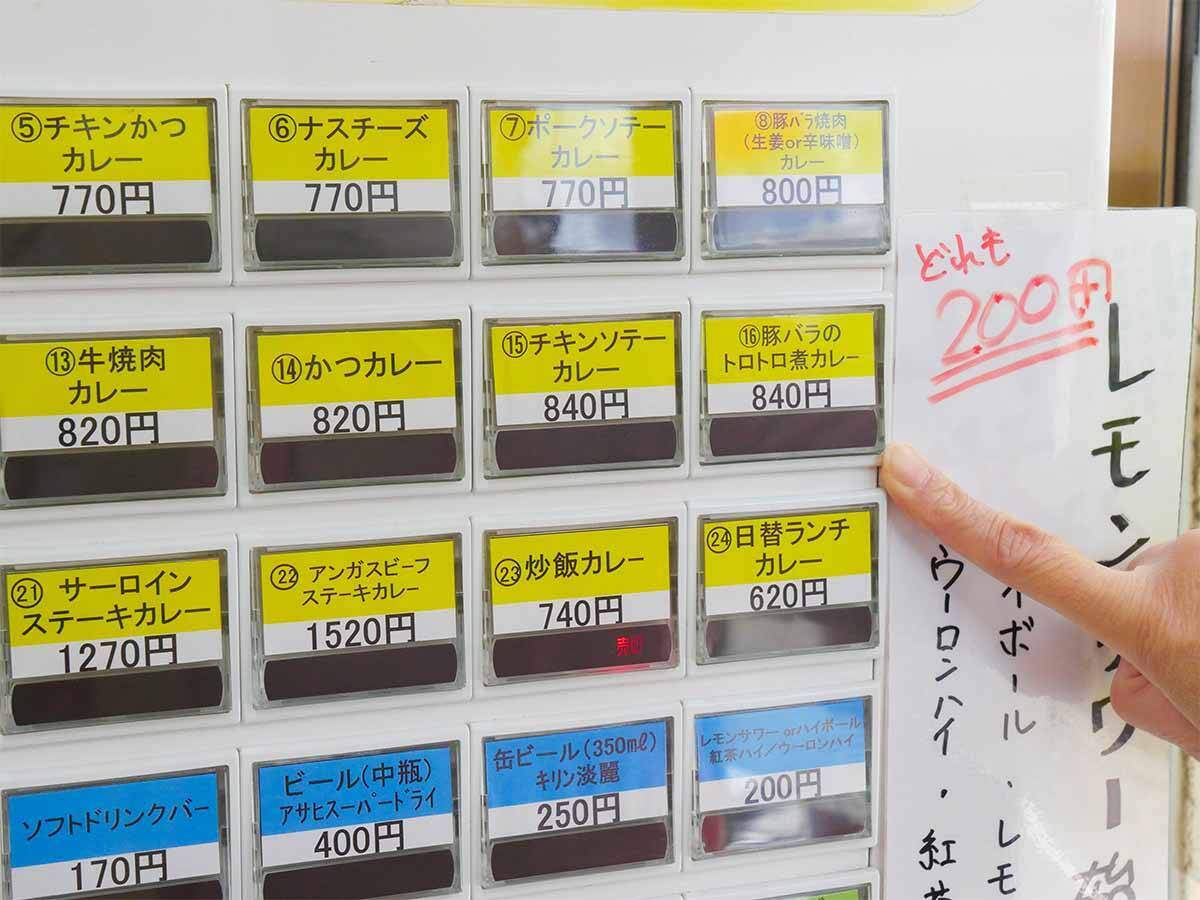 ⑤チキンかつ
カレー
770円
⑥ナスチーズ
カレー
770円
⑦ポークソテー
カレー
770円
⑧豚バラ焼肉
(生姜or辛味噌)
カレー
800円
⑬牛焼肉
カレー
820円
⑭かつカレー
820円
⑮チキンソテー
カレー
840円
⑯豚バラの
トロトロ煮カレー
840円
㉑サーロイン
ステーキカレー
1270円
㉒アンガスビーフ
ステーキカレー
1520円
㉓炒飯カレー
740円
売切
㉔日替ランチ
カレー
620円
ソフトドリンクバー
170円
ビール(中瓶)
アサヒスーパードライ
400円
缶ビール(350mℓ)
キリン淡麗
250円
レモンサワーorハイボール
紅茶ハイ/ウーロンハイ
200円
どれも
200円
ボール・レモ
ウーロンハイ・紅茶